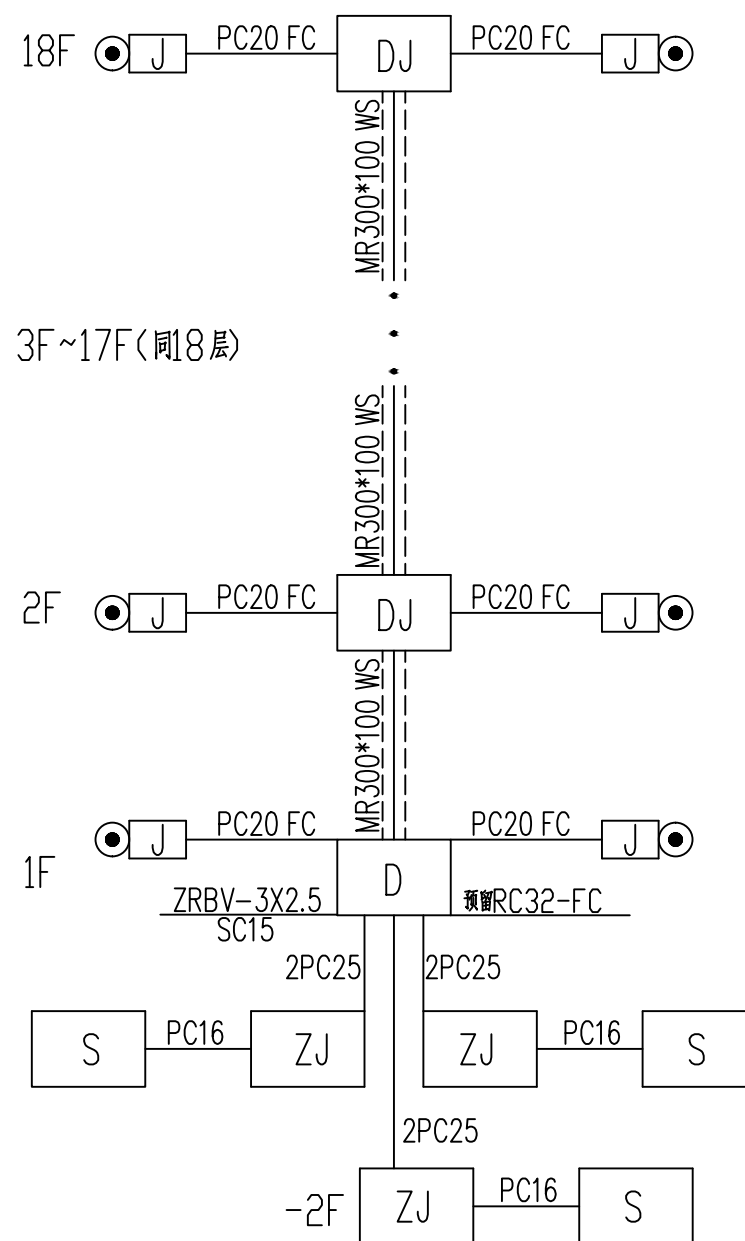 18F J PC20 FC DJ PC20 FC J
MR300*100 WS
3F~17F(同18层)
MR300*100 WS
2F J PC20 FC DJ PC20 FC J
MR300*100 WS
J PC20 FC PC20 FC J
1F D
ZRBV-3X2.5 预留RC32-FC
SC15
2PC25 2PC25
S PC16 ZJ ZJ PC16 S
2PC25
-2F ZJ PC16 S